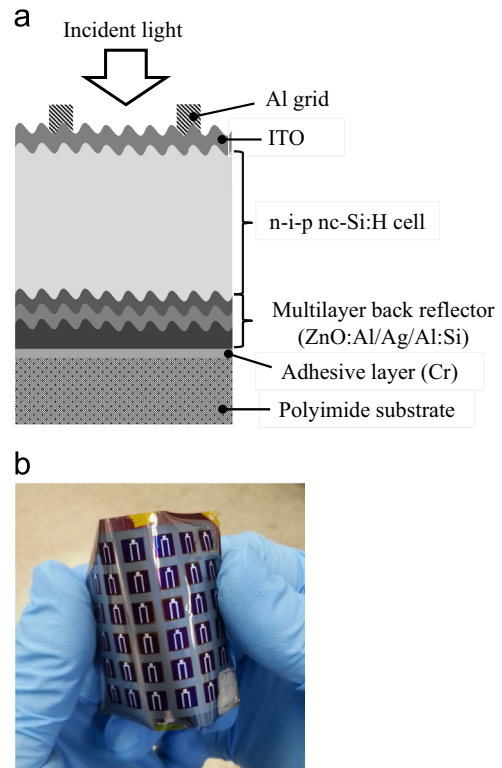 a
Incident light
Al grid
ITO
n-i-p nc-Si:H cell
Multilayer back reflector
(ZnO:Al/Ag/Al:Si)
Adhesive layer (Cr)
Polyimide substrate
b